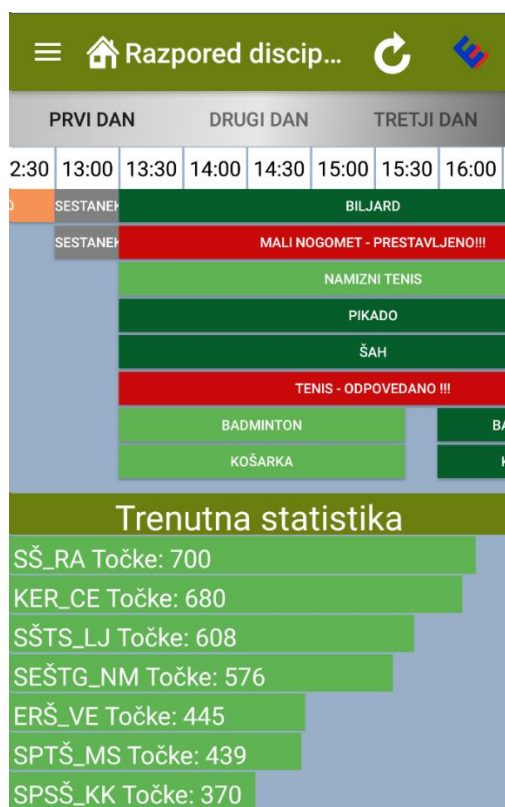 Razpored discip...
PRVI DAN DRUGI DAN TRETJI DAN
2:30 13:00 13:30 14:00 14:30 15:00 15:30 16:00
SESTANEK BILJARD
SESTANEK MALI NOGOMET - PRESTAVLJENO!!!
NAMIZNI TENIS
PIKADO
ŠAH
TENIS - ODPOVEDANO !!!
BADMINTON BA
KOŠARKA
Trenutna statistika
SŠ_RA Točke: 700
KER_CE Točke: 680
SŠTS_LJ Točke: 608
SEŠTG_NM Točke: 576
ERŠ_VE Točke: 445
SPTŠ_MS Točke: 439
SPSŠ_KK Točke: 370